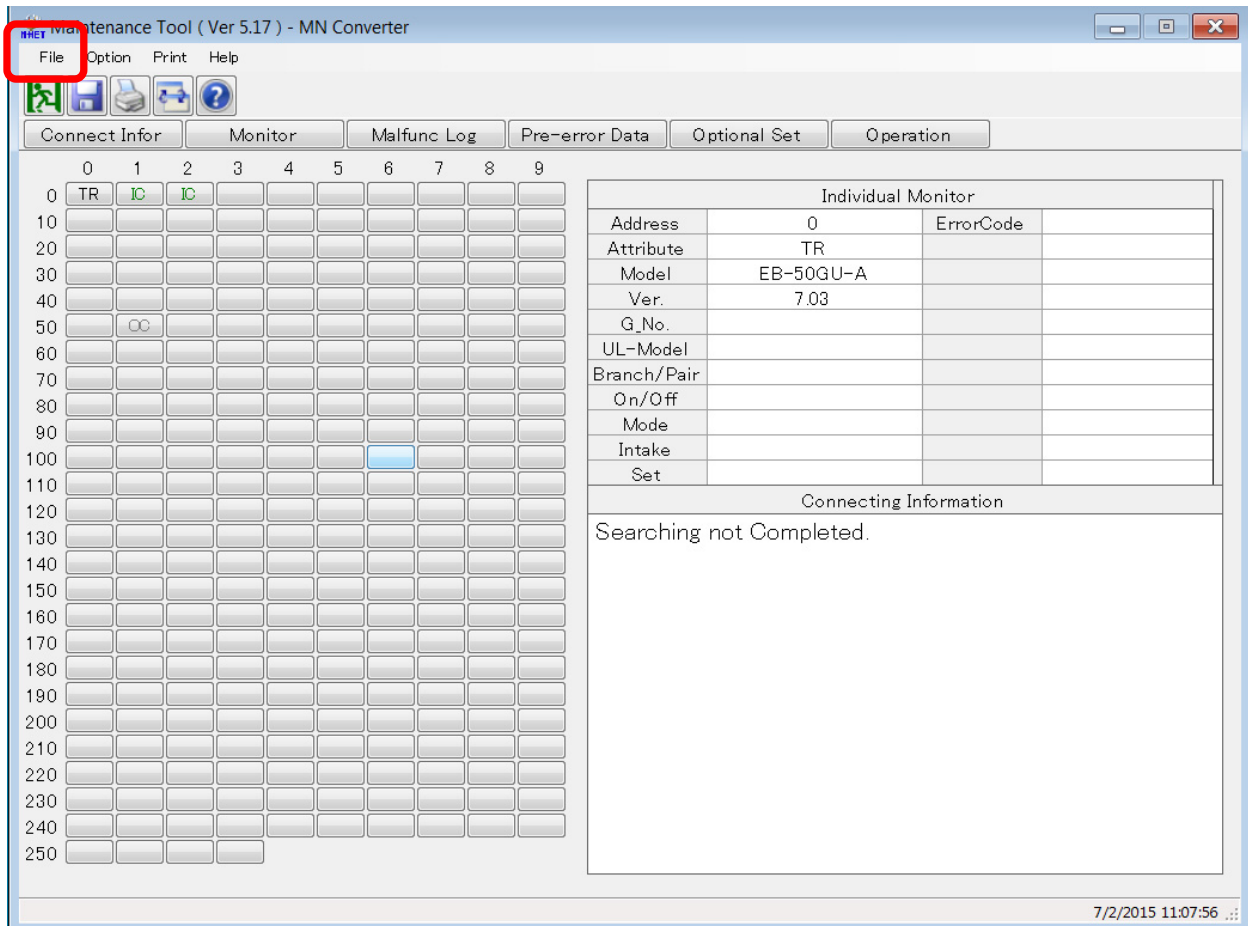 Maintenance Tool ( Ver 5.17 ) - MN Converter
File Option Print Help
Connect Infor Monitor Malfunc Log Pre-error Data Optional Set Operation
0 1 2 3 4 5 6 7 8 9
0 TR IC IC
10
20
30
40
50 OC
60
70
80
90
100
110
120
130
140
150
160
170
180
190
200
210
220
230
240
250
Individual Monitor
Address 0 ErrorCode
Attribute TR
Model EB-50GU-A
Ver. 7.03
G_No.
UL-Model
Branch/Pair
On/Off
Mode
Intake
Set
Connecting Information
Searching not Completed.
7/2/2015 11:07:56